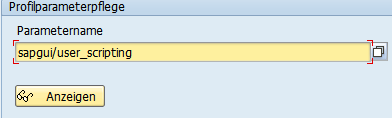 Profilparameterpflege
Parametername
sapgui/user_scripting
Anzeigen